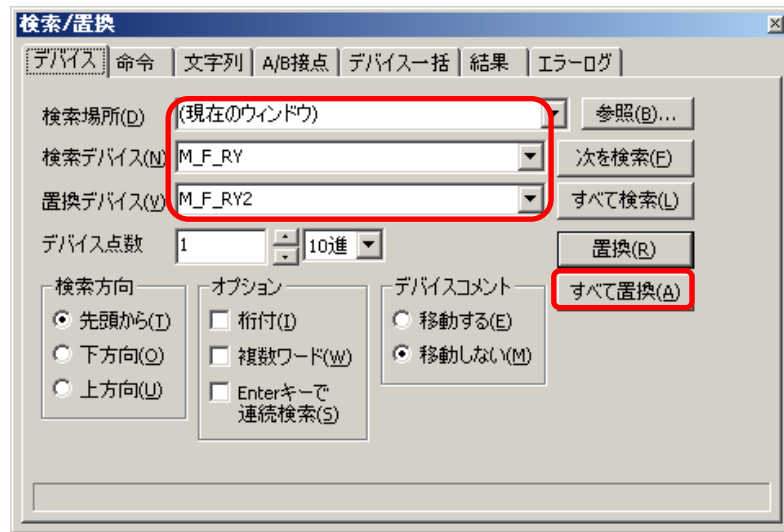 検索/置換
デバイス 命令 文字列 A/B接点 デバイス一括 結果 エラーログ
検索場所(D) (現在のウィンドウ) 参照(B)...
検索デバイス(N) M_F_RY 次を検索(F)
置換デバイス(V) M_F_RY2 すべて検索(L)
デバイス点数 1 10進 置換(R)
検索方向 オプション デバイスコメント すべて置換(A)
先頭から(T) 桁付(I) 移動する(E)
下方向(O) 複数ワード(W) 移動しない(M)
上方向(U) Enterキーで
連続検索(S)